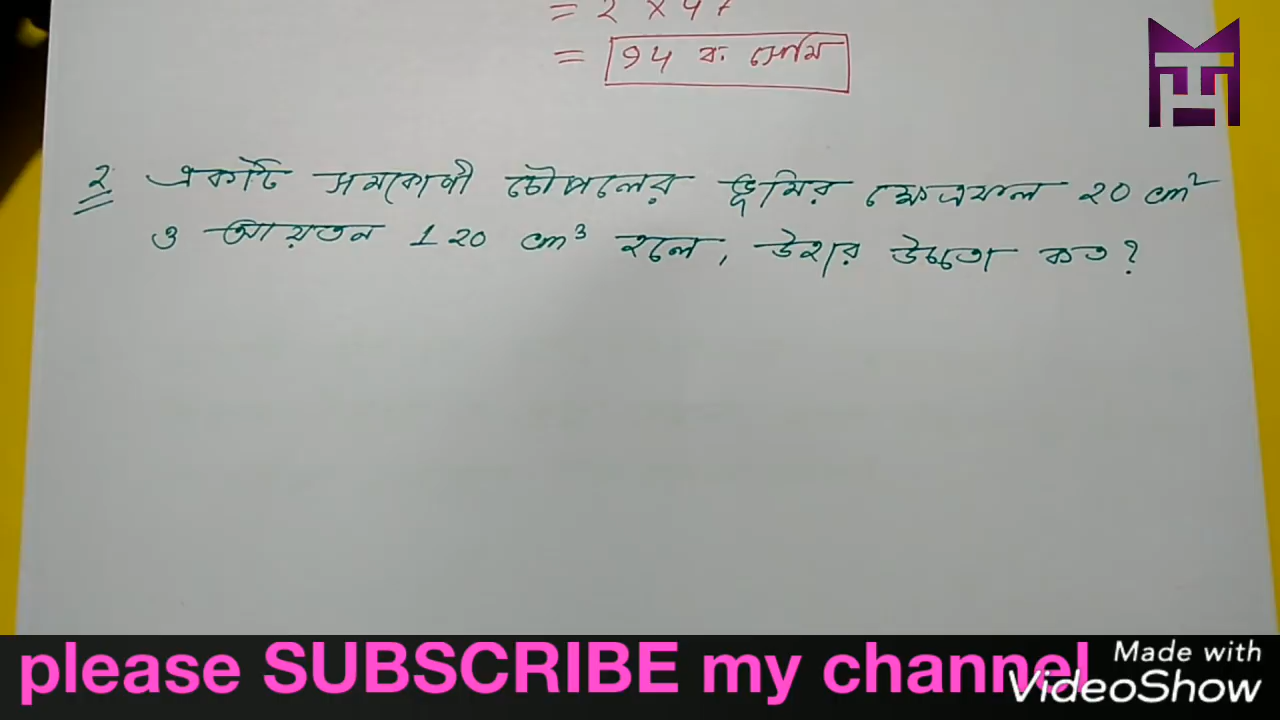 = 2 × 47
= 94 ব. সেমি
২ একটি সমকোণী চৌপলের ভূমির ক্ষেত্রফল 20 cm²
ও আয়তন 120 cm³ হলে, উহার উচ্চতা কত?
please SUBSCRIBE my channel
Made with
VideoShow